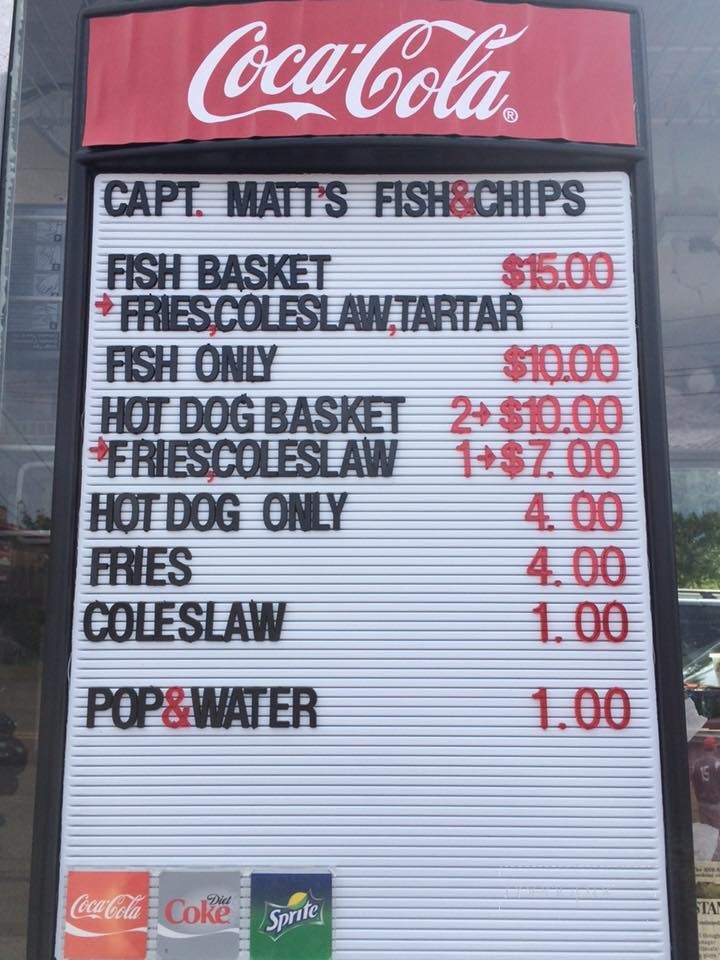 Coca-Cola®
CAPT. MATT'S FISH&CHIPS
FISH BASKET $15.00
→ FRIES,COLESLAW,TARTAR
FISH ONLY $10.00
HOT DOG BASKET 2→$10.00
→FRIES,COLESLAW 1→$7.00
HOT DOG ONLY 4.00
FRIES 4.00
COLESLAW 1.00
POP&WATER 1.00
15
Coca-Cola Diet Coke Sprite
STAN